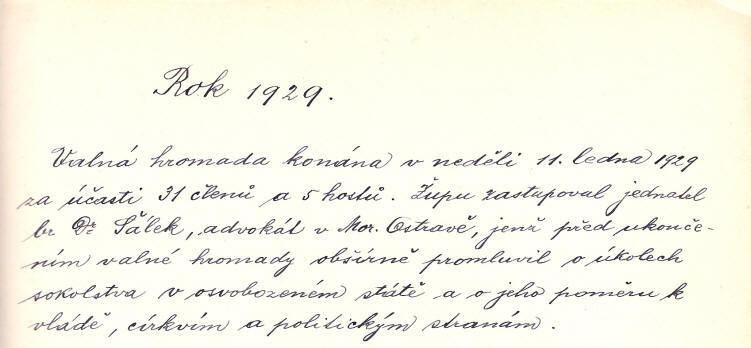 Rok 1929.
Valná hromada konána v neděli 11. ledna 1929
za účasti 31 členů a 5 hostů. Župu zastupoval jednatel
br Dr Šálek, advokát v Mor. Ostravě, jenž před ukonče-
ním valné hromady obšírně promluvil o úkolech
sokolstva v osvobozeném státě a o jeho poměru k
vládě, církvím a politickým stranám.